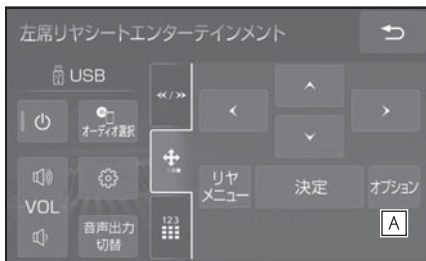 左席リヤシートエンターテインメント
USB
オーディオ選択
VOL
音声出力
切替
«/»
123
リヤ
メニュー
決定
オプション
A